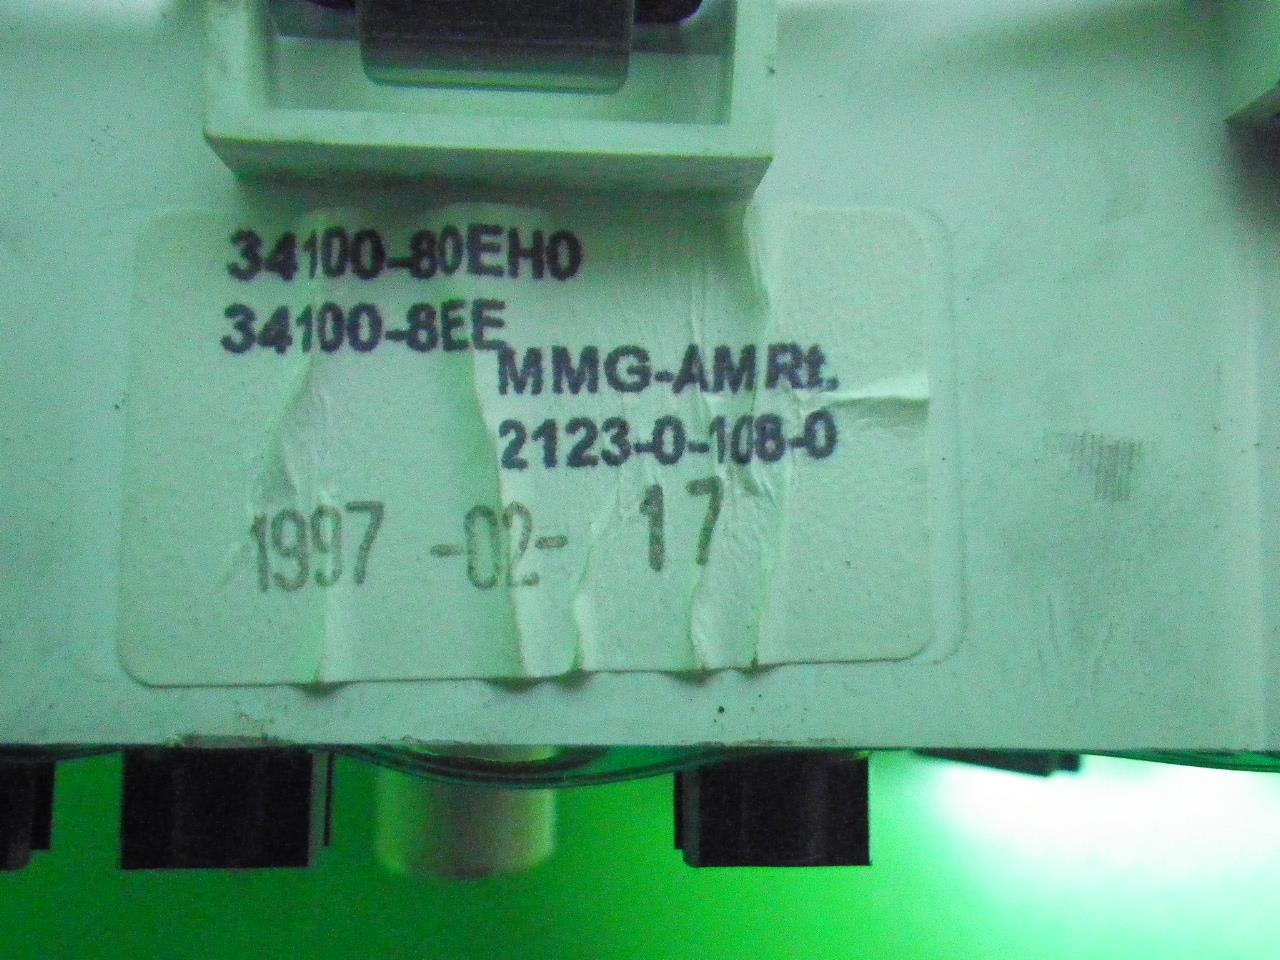 34100-80EH0
34100-8EE
MMG-AMRt.
2123-0-108-0
1997 -02- 17